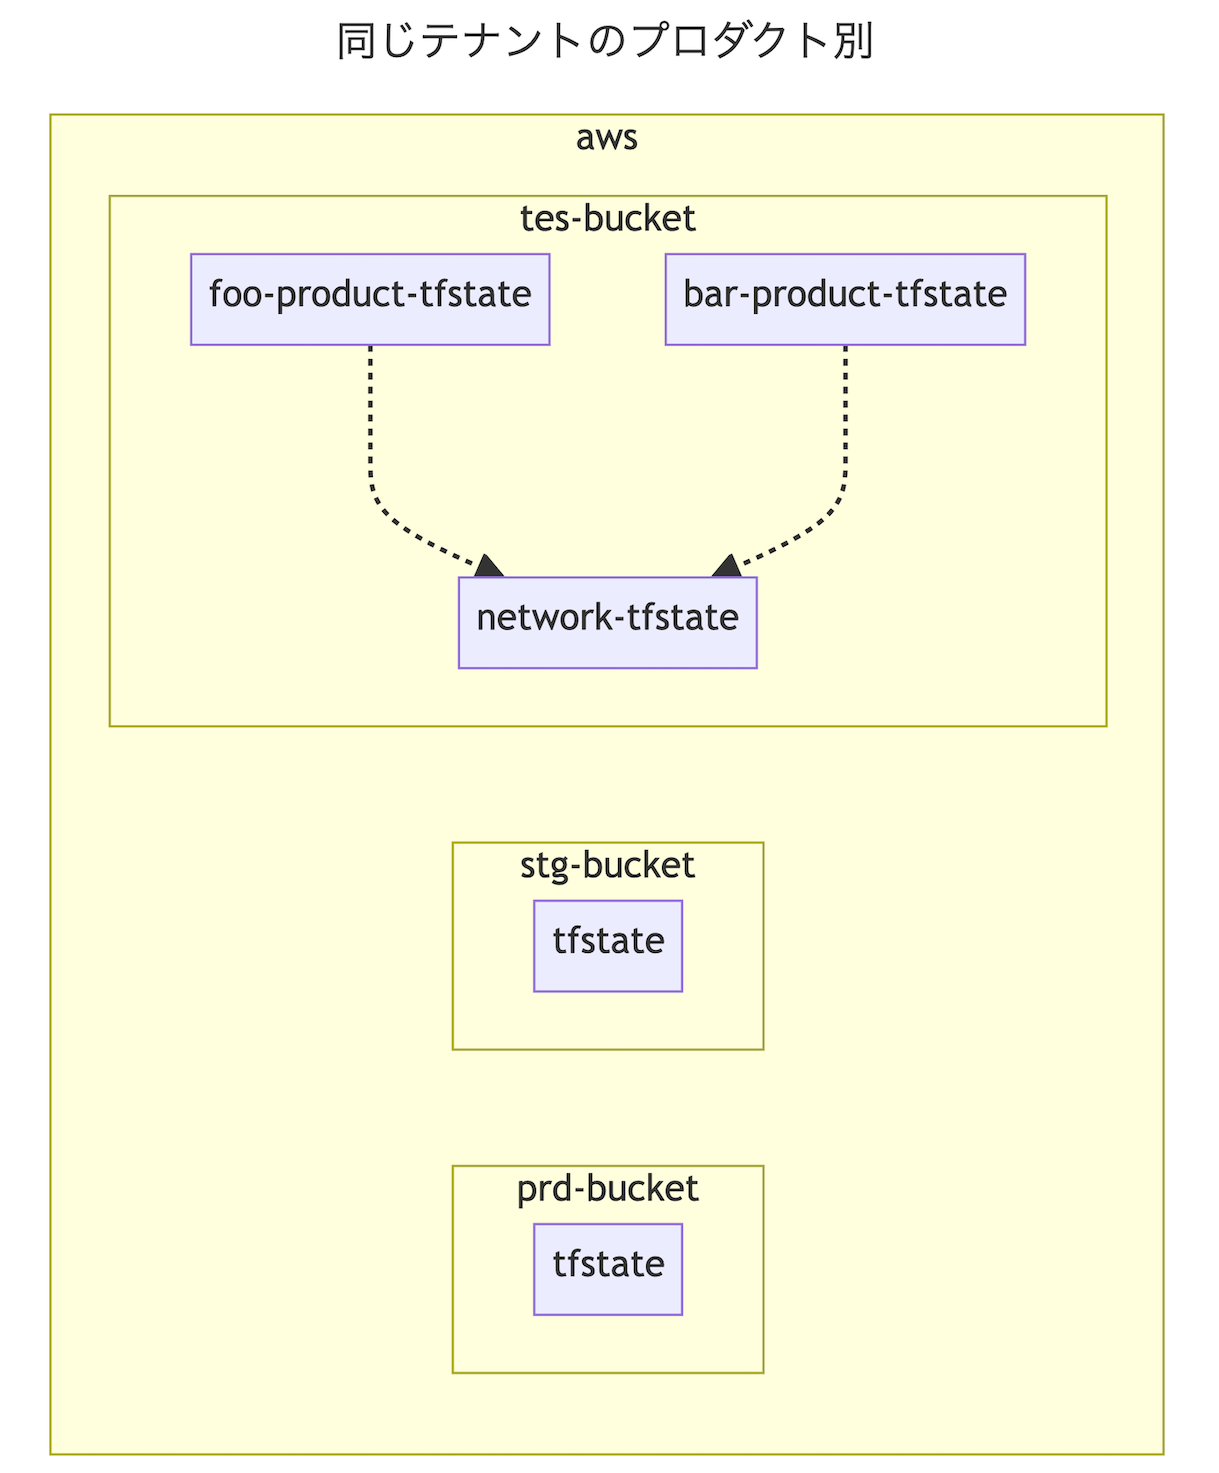 同じテナントのプロダクト別
aws
tes-bucket
foo-product-tfstate
bar-product-tfstate
network-tfstate
stg-bucket
tfstate
prd-bucket
tfstate